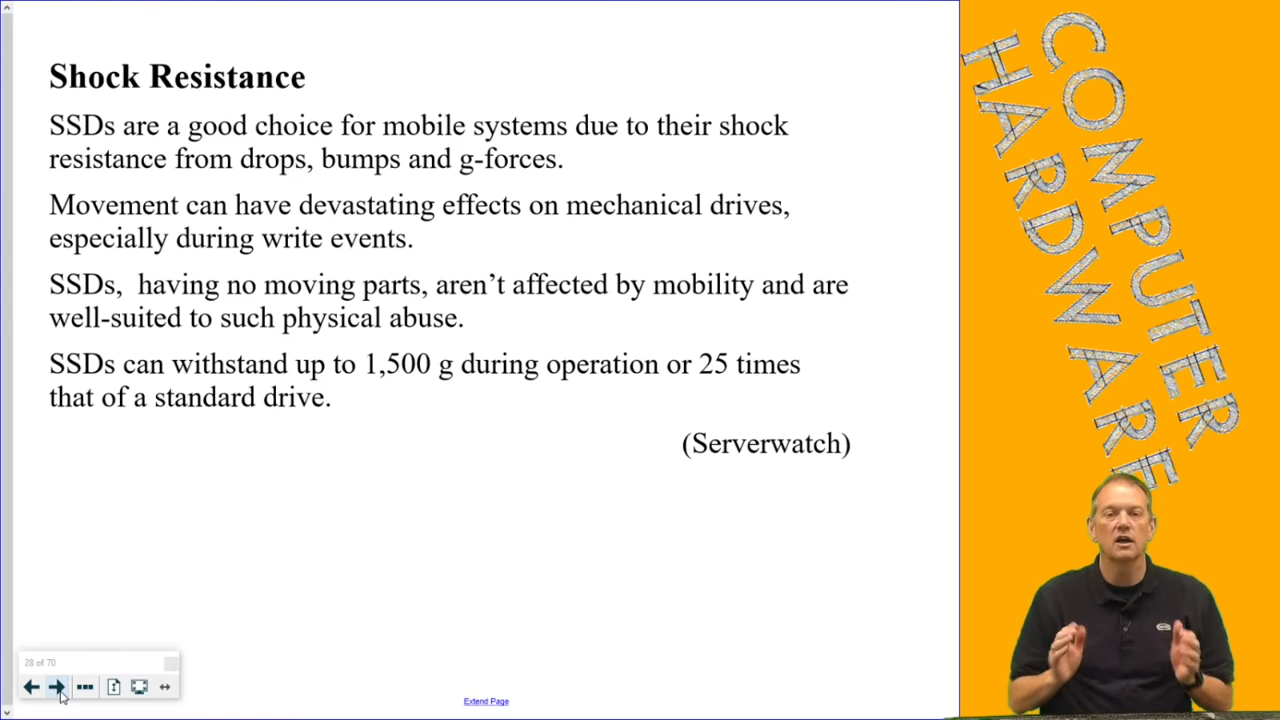 Shock Resistance
SSDs are a good choice for mobile systems due to their shock
resistance from drops, bumps and g-forces.
Movement can have devastating effects on mechanical drives,
especially during write events.
SSDs,  having no moving parts, aren’t affected by mobility and are
well-suited to such physical abuse.
SSDs can withstand up to 1,500 g during operation or 25 times
that of a standard drive.
(Serverwatch)
28 of 70
Extend Page
COMPUTER
HARDWARE